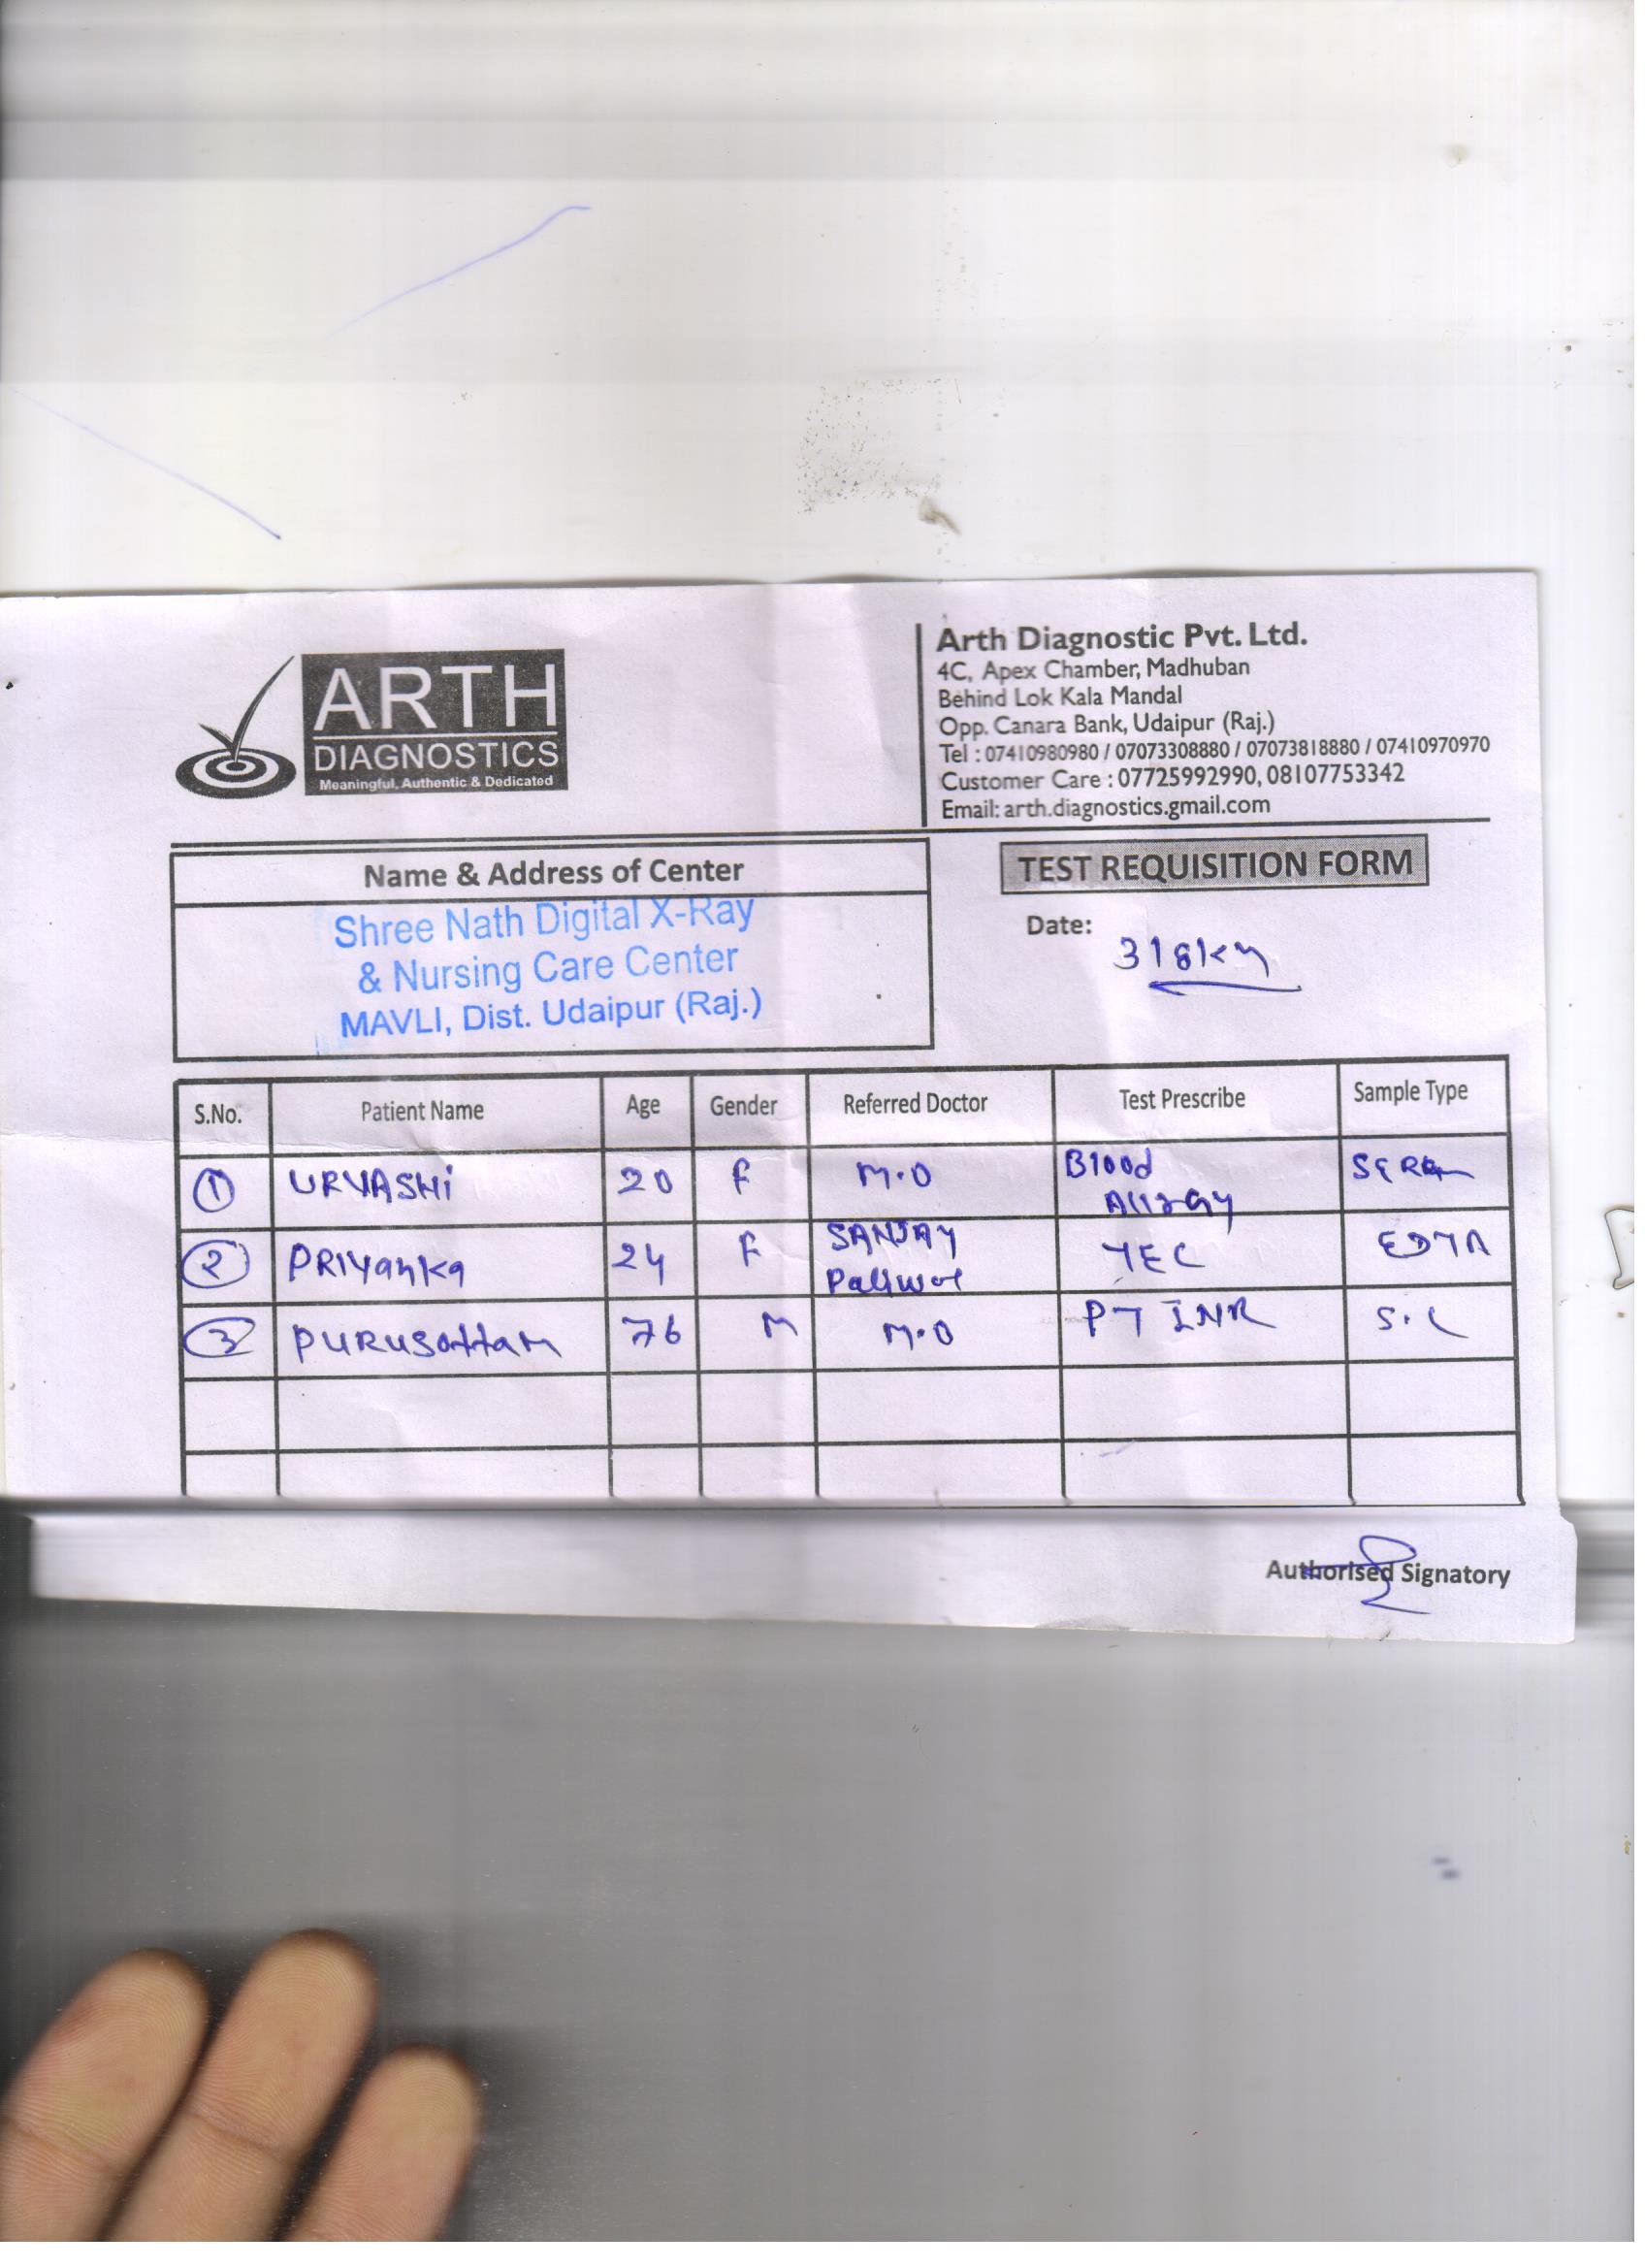 ARTH
DIAGNOSTICS
Meaningful, Authentic & Dedicated
Arth Diagnostic Pvt. Ltd.
4C, Apex Chamber, Madhuban
Behind Lok Kala Mandal
Opp. Canara Bank, Udaipur (Raj.)
Tel : 07410980980 / 07073308880 / 07073818880 / 07410970970
Customer Care : 07725992990, 08107753342
Email: arth.diagnostics.gmail.com
Name & Address of Center
Shree Nath Digital X-Ray
& Nursing Care Center
MAVLI, Dist. Udaipur (Raj.)
TEST REQUISITION FORM
Date:
S.No. Patient Name Age Gender Referred Doctor Test Prescribe Sample Type
1 URVASHi 20 F M.O Blood
2 PRIYanka 24 F SANJAY Paliwal TEC EDTA
3 PURUSottam 76 M M.O PT INR S.C
Authorised Signatory